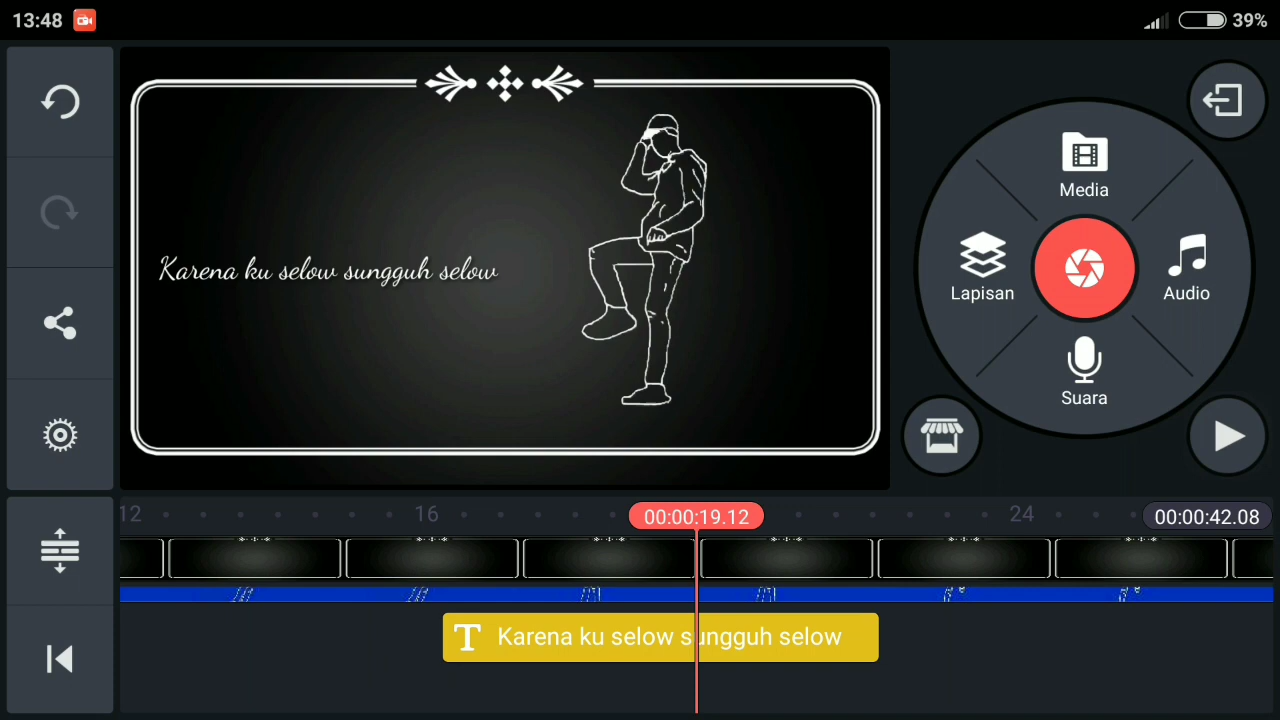 13:48
39%
Karena ku selow sungguh selow
Media
Lapisan
Audio
Suara
12
16
00:00:19.12
24
00:00:42.08
T Karena ku selow sungguh selow